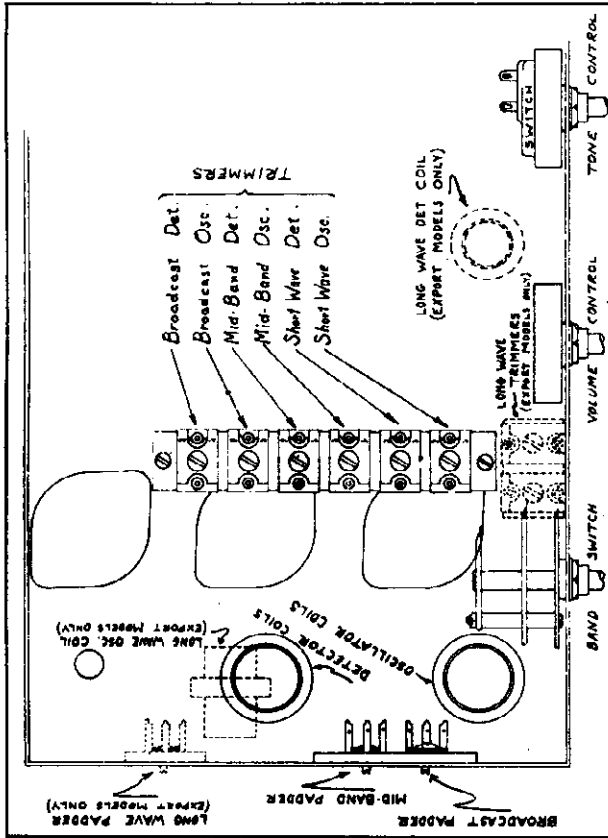 TRIMMERS
Broadcast Det.
Broadcast Osc.
Mid-Band Det.
Mid-Band Osc.
Short Wave Det.
Short Wave Osc.
SWITCH
TONE CONTROL
LONG WAVE DET COIL
(EXPORT MODELS ONLY)
VOLUME CONTROL
LONG WAVE
TRIMMERS
(EXPORT MODELS ONLY)
BAND SWITCH
LONG WAVE OSC. COIL
(EXPORT MODELS ONLY)
DETECTOR COILS
OSCILLATOR COILS
LONG WAVE PADDER
(EXPORT MODELS ONLY)
MID-BAND PADDER
BROADCAST PADDER